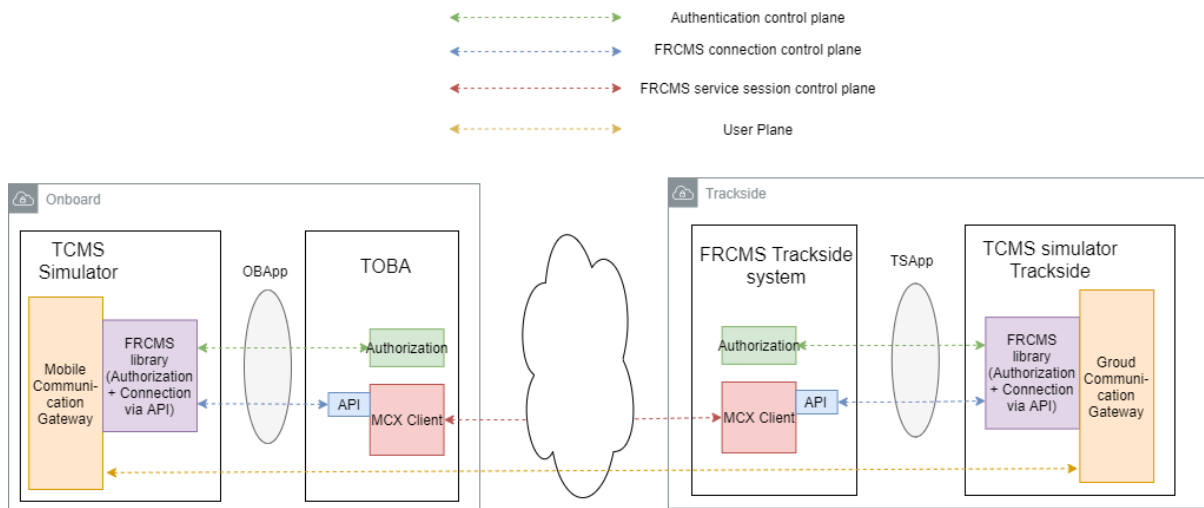 Authentication control plane
FRCMS connection control plane
FRCMS service session control plane
User Plane
Onboard
TCMS
Simulator
OBApp
TOBA
Mobile
Communi-
cation
Gateway
FRCMS
library
(Authorization
+ Connection
via API)
Authorization
API
MCX Client
Trackside
FRCMS Trackside
system
TSApp
TCMS simulator
Trackside
Authorization
MCX Client
API
FRCMS
library
(Authorization
+ Connection
via API)
Groud
Communi-
cation
Gateway